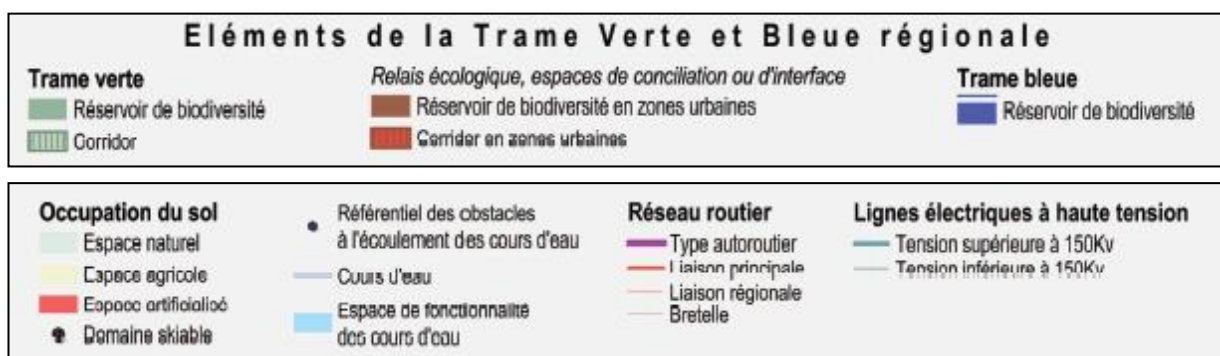 Eléments de la Trame Verte et Bleue régionale
Trame verte
Réservoir de biodiversité
Corridor
Relais écologique, espaces de conciliation ou d'interface
Réservoir de biodiversité en zones urbaines
Corridor en zones urbaines
Trame bleue
Réservoir de biodiversité
Occupation du sol
Espace naturel
Espace agricole
Espace artificialisé
Domaine skiable
Référentiel des obstacles
à l'écoulement des cours d'eau
Cours d'eau
Espace de fonctionnalité
des cours d'eau
Réseau routier
Type autoroutier
Liaison principale
Liaison régionale
Bretelle
Lignes électriques à haute tension
Tension supérieure à 150Kv
Tension inférieure à 150Kv